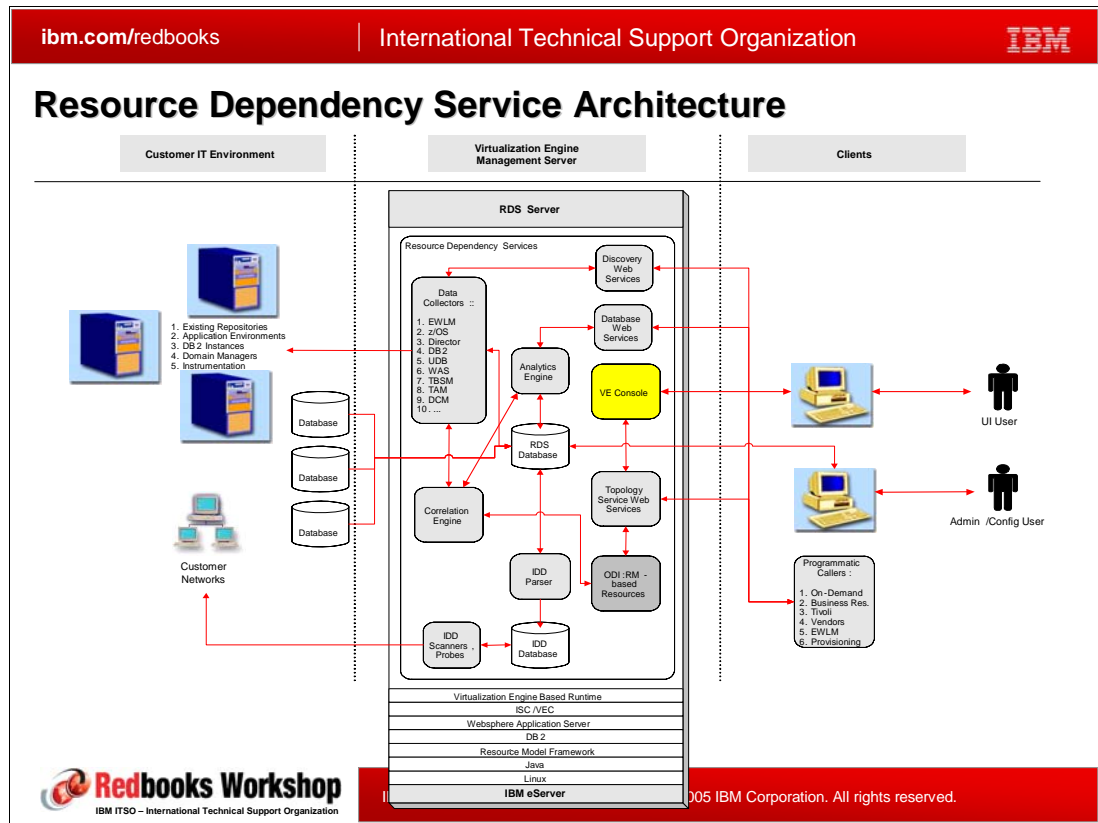 ibm.com/redbooks
International Technical Support Organization
IBM
Resource Dependency Service Architecture
Customer IT Environment
Virtualization Engine
Management Server
Clients
RDS Server
Resource Dependency Services
Data
Collectors ::
1. EWLM
2. z/OS
3. Director
4. DB2
5. UDB
6. WAS
7. TBSM
8. TAM
9. DCM
10. ...
Discovery
Web
Services
Database
Web
Services
Analytics
Engine
VE Console
RDS
Database
Correlation
Engine
Topology
Service Web
Services
IDD
Parser
ODI :RM -
based
Resources
IDD
Scanners ,
Probes
IDD
Database
1. Existing Repositories
2. Application Environments
3. DB2 Instances
4. Domain Managers
5. Instrumentation
Database
Database
Database
Customer
Networks
UI User
Admin /Config User
Programmatic
Callers :
1. On-Demand
2. Business Res.
3. Tivoli
4. Vendors
5. EWLM
6. Provisioning
Virtualization Engine Based Runtime
ISC /VEC
Websphere Application Server
DB 2
Resource Model Framework
Java
Linux
IBM eServer
Redbooks Workshop
IBM ITSO – International Technical Support Organization
05 IBM Corporation. All rights reserved.